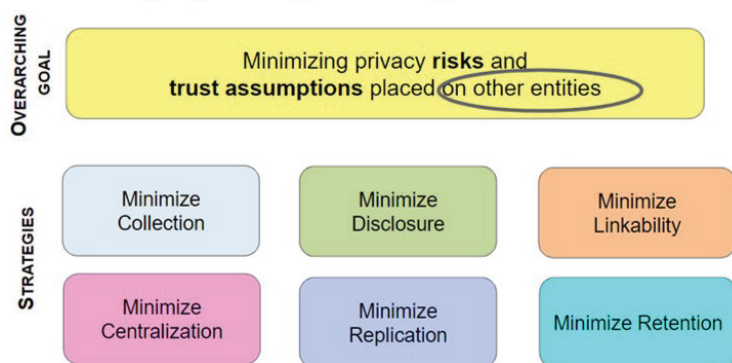 OVERARCHING
GOAL
Minimizing privacy risks and
trust assumptions placed on other entities
STRATEGIES
Minimize
Collection
Minimize
Disclosure
Minimize
Linkability
Minimize
Centralization
Minimize
Replication
Minimize Retention